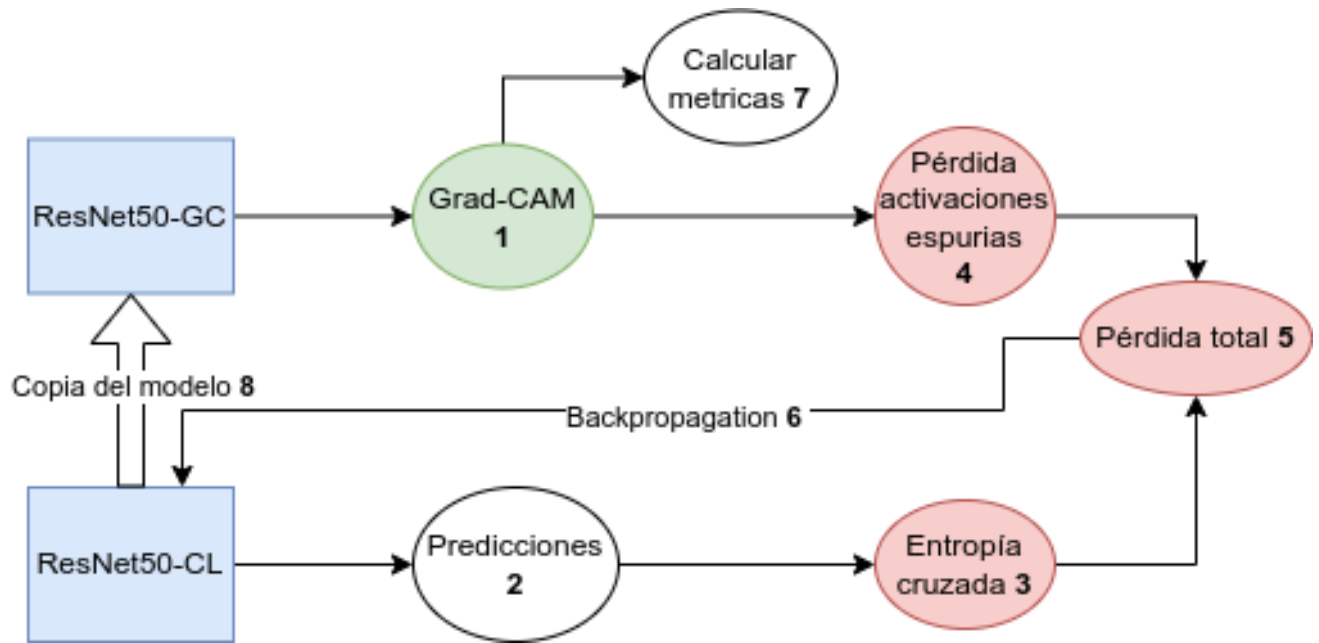 Calcular
metricas 7
ResNet50-GC
Grad-CAM
1
Pérdida
activaciones
espurias
4
Pérdida total 5
Copia del modelo 8
Backpropagation 6
ResNet50-CL
Predicciones
2
Entropía
cruzada 3